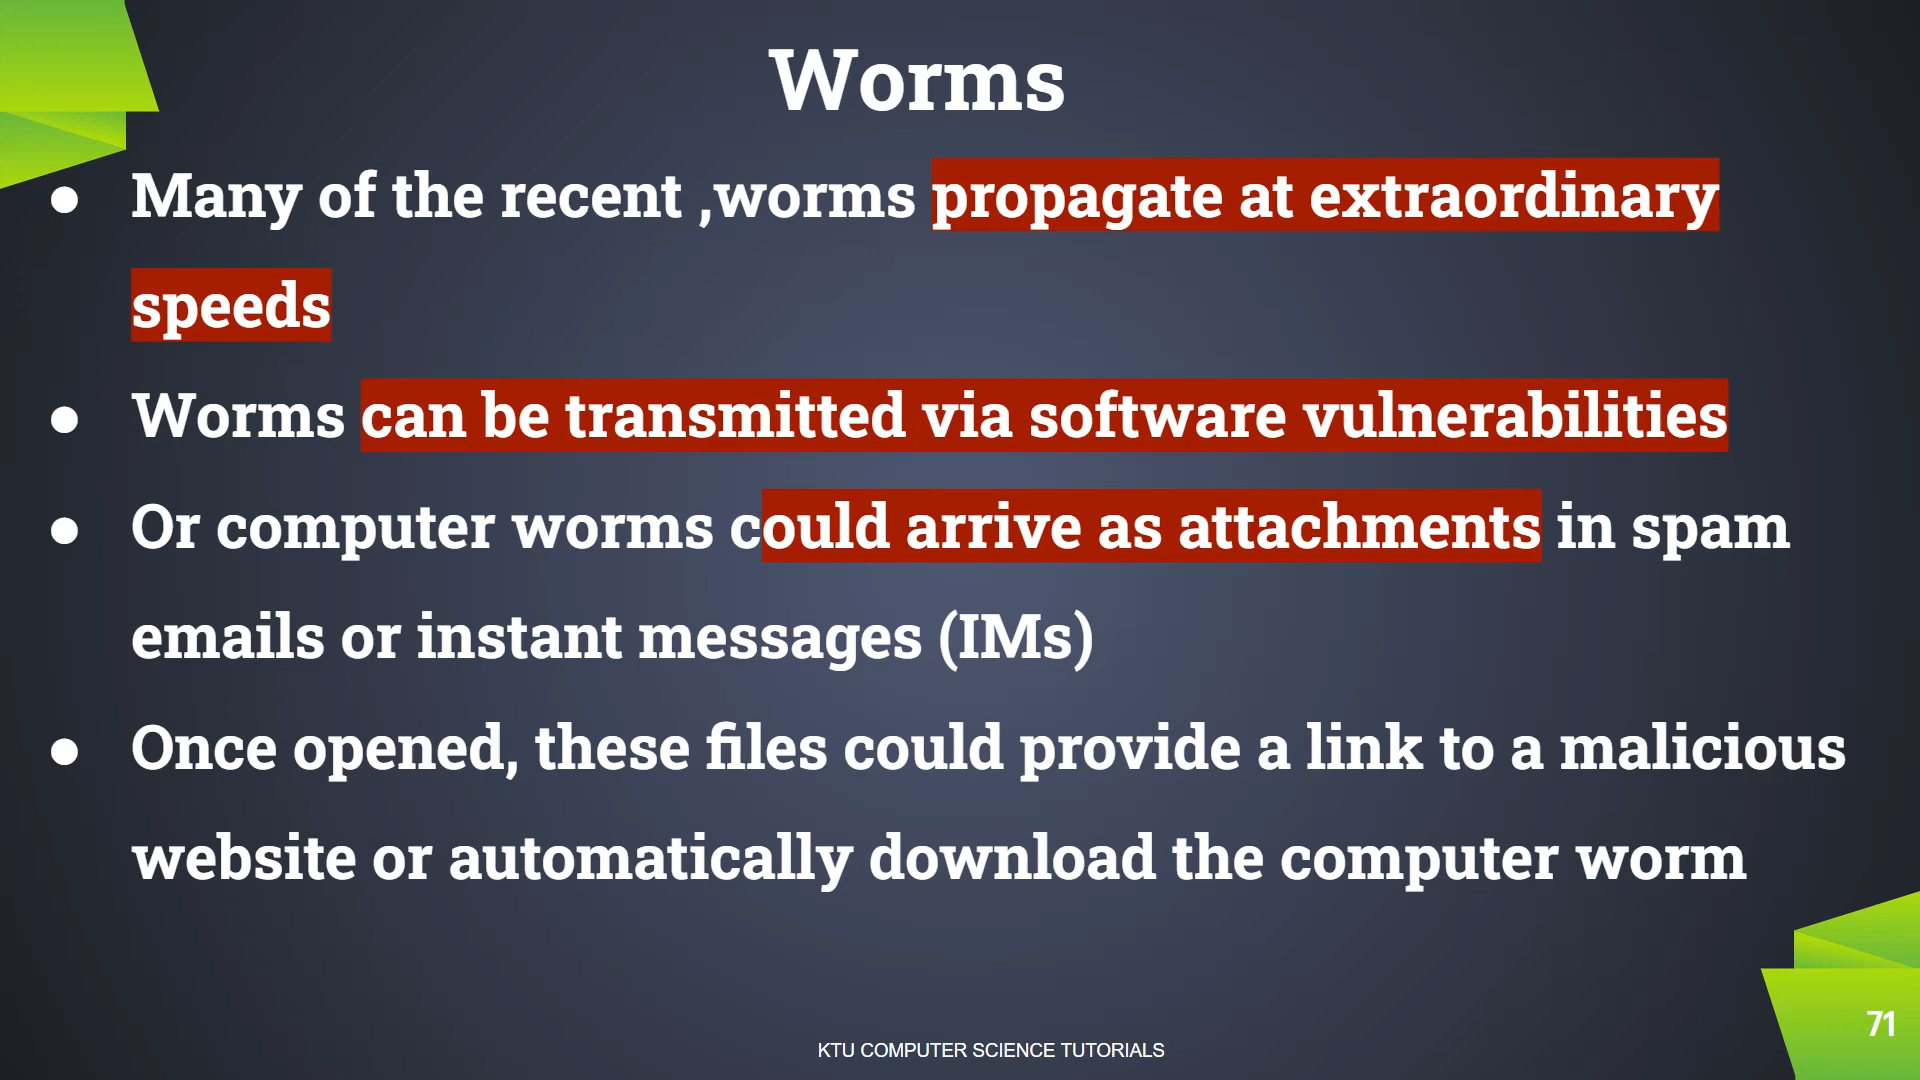 Worms
● Many of the recent ,worms propagate at extraordinary
speeds
● Worms can be transmitted via software vulnerabilities
● Or computer worms could arrive as attachments in spam
emails or instant messages (IMs)
● Once opened, these files could provide a link to a malicious
website or automatically download the computer worm
71
KTU COMPUTER SCIENCE TUTORIALS